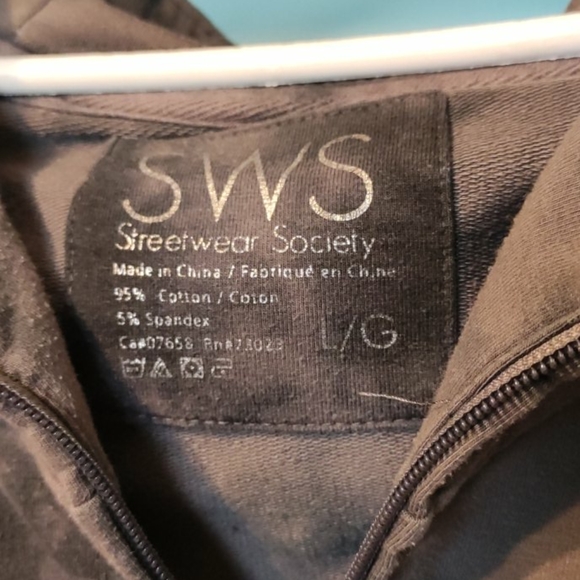 SWS
Streetwear Society
Made in China / Fabriqué en Chine
95% Cotton / Coton
5% Spandex
L/G
Ca#07658 Rn#73023